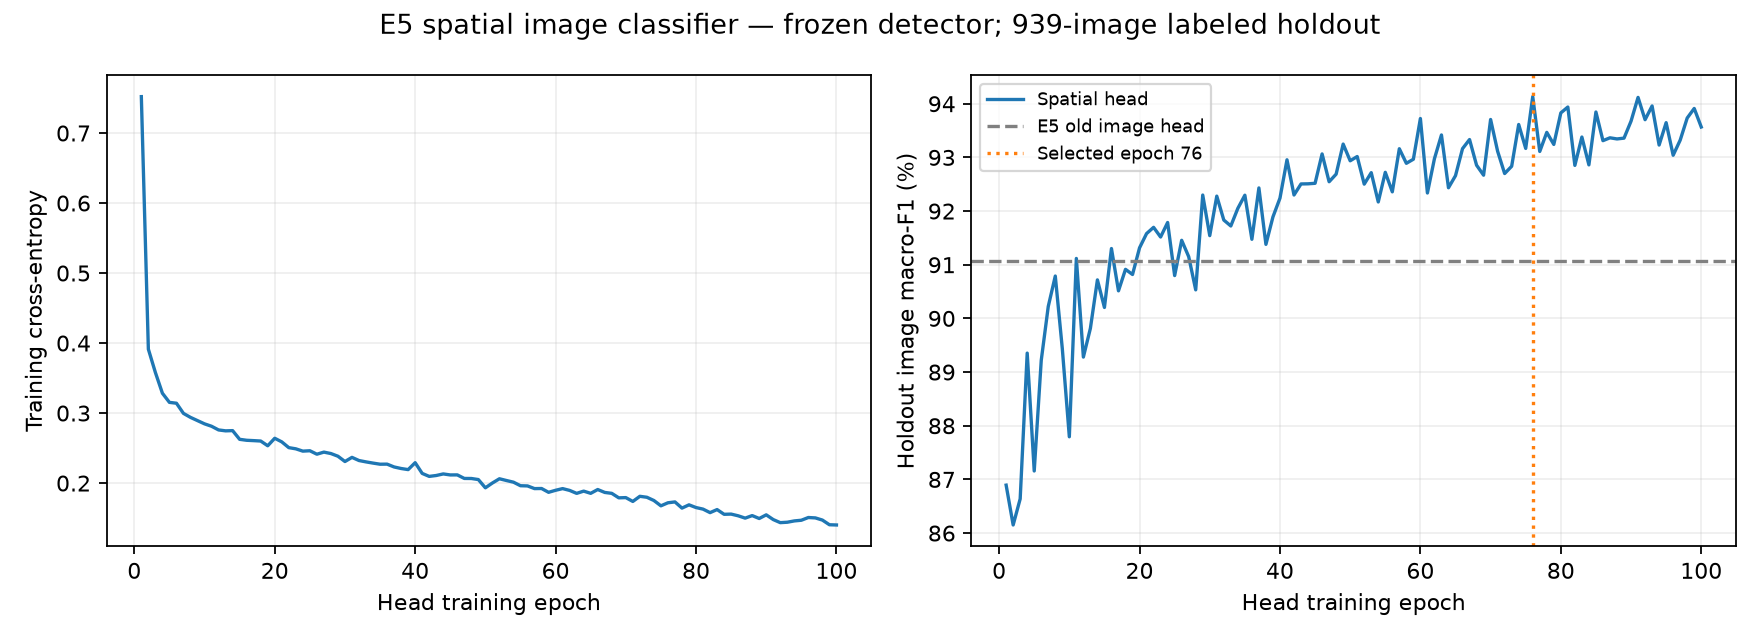 E5 spatial image classifier — frozen detector; 939-image labeled holdout
Training cross-entropy
0.7
0.6
0.5
0.4
0.3
0.2
0 20 40 60 80 100
Head training epoch
Holdout image macro-F1 (%)
94
93
92
91
90
89
88
87
86
Spatial head
E5 old image head
Selected epoch 76
0 20 40 60 80 100
Head training epoch